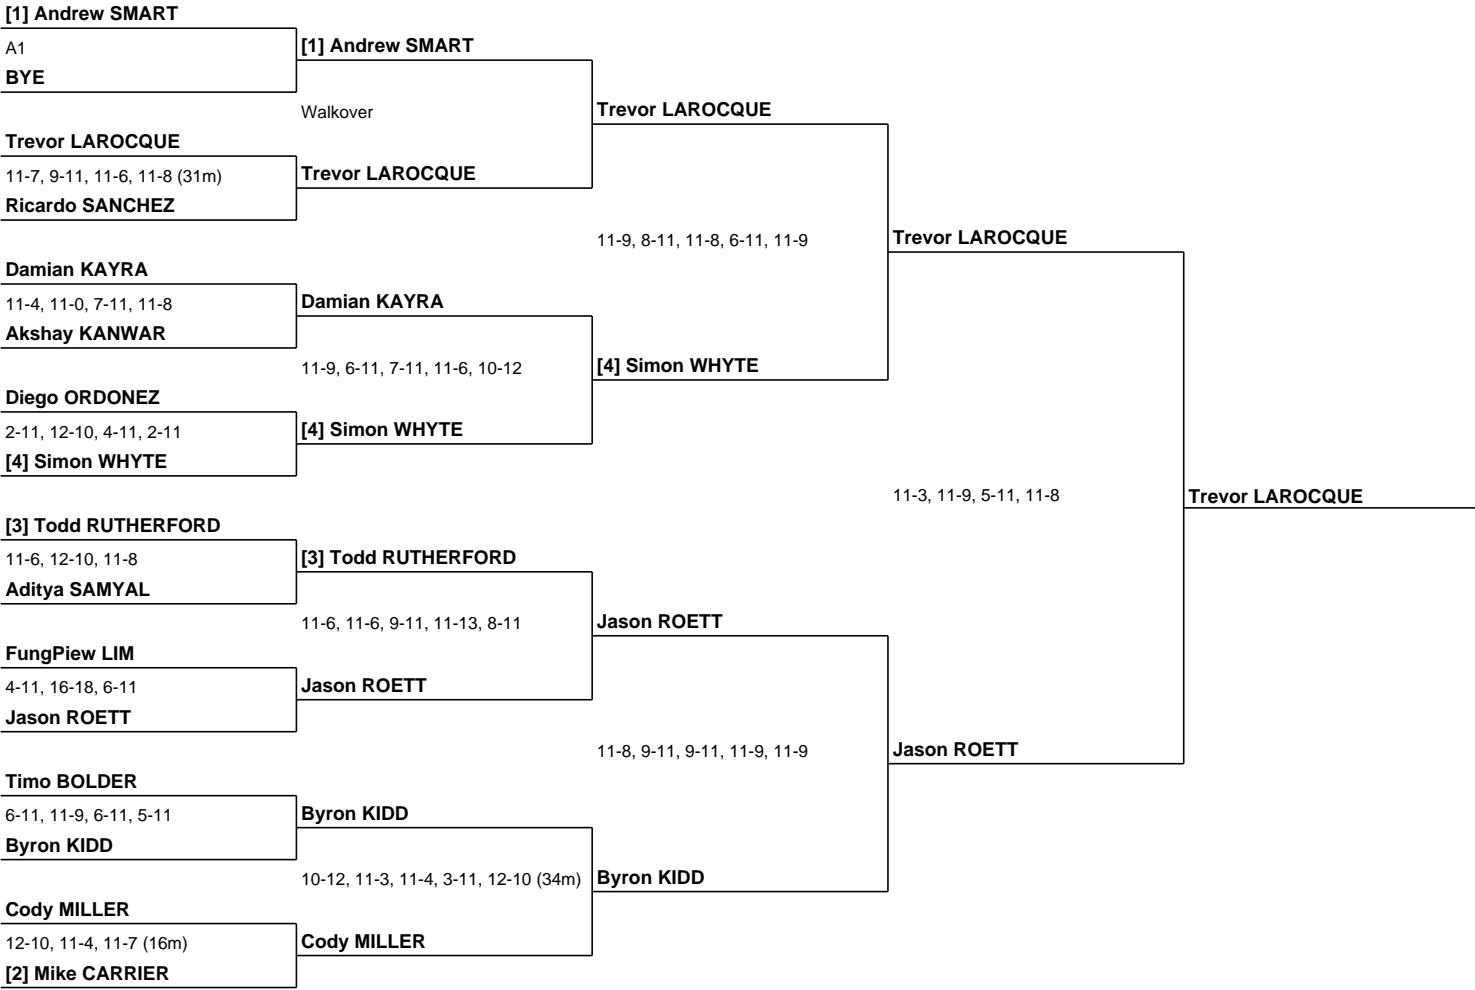 [1] Andrew SMART
A1
BYE
Trevor LAROCQUE
11-7, 9-11, 11-6, 11-8 (31m)
Ricardo SANCHEZ
Damian KAYRA
11-4, 11-0, 7-11, 11-8
Akshay KANWAR
Diego ORDONEZ
2-11, 12-10, 4-11, 2-11
[4] Simon WHYTE
[3] Todd RUTHERFORD
11-6, 12-10, 11-8
Aditya SAMYAL
FungPiew LIM
4-11, 16-18, 6-11
Jason ROETT
Timo BOLDER
6-11, 11-9, 6-11, 5-11
Byron KIDD
Cody MILLER
12-10, 11-4, 11-7 (16m)
[2] Mike CARRIER
[1] Andrew SMART
Walkover
Trevor LAROCQUE
Damian KAYRA
11-9, 6-11, 7-11, 11-6, 10-12
[4] Simon WHYTE
[3] Todd RUTHERFORD
11-6, 11-6, 9-11, 11-13, 8-11
Jason ROETT
Byron KIDD
10-12, 11-3, 11-4, 3-11, 12-10 (34m)
Cody MILLER
Trevor LAROCQUE
11-9, 8-11, 11-8, 6-11, 11-9
[4] Simon WHYTE
Jason ROETT
11-8, 9-11, 9-11, 11-9, 11-9
Byron KIDD
Trevor LAROCQUE
11-3, 11-9, 5-11, 11-8
Jason ROETT
Trevor LAROCQUE